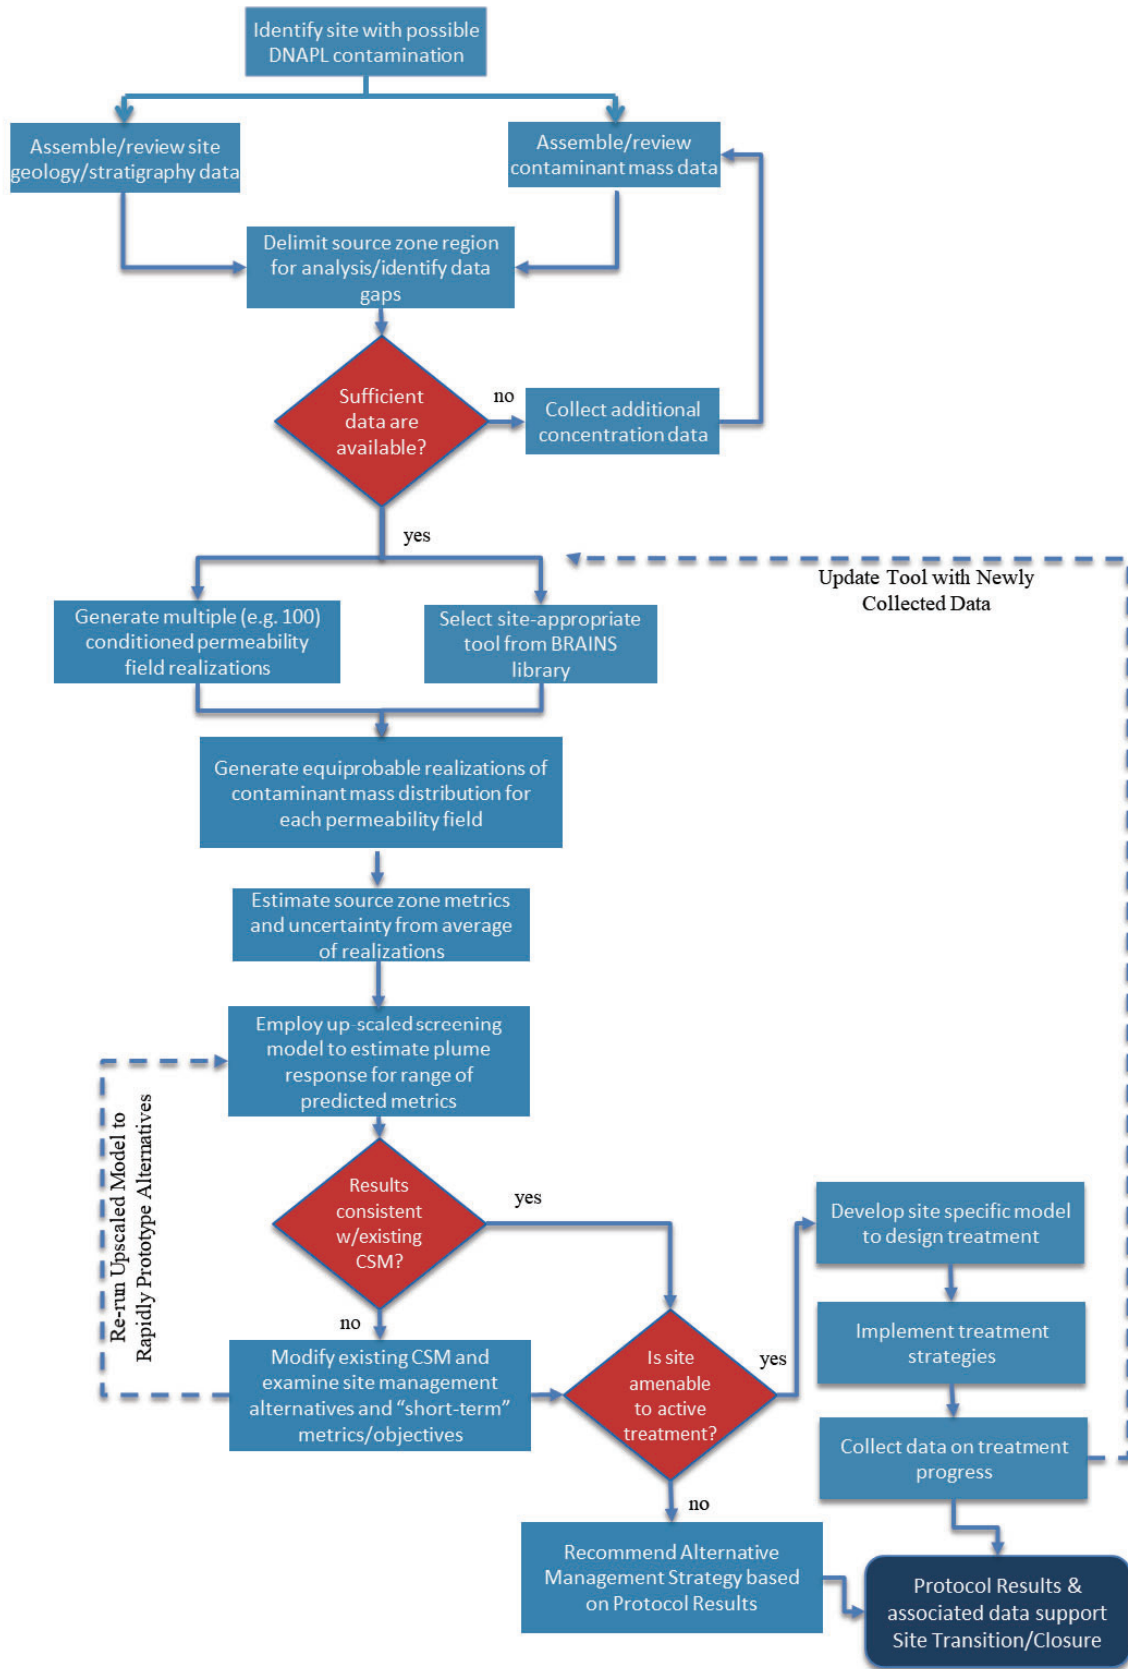 Identify site with possible
DNAPL contamination
Assemble/review site
geology/stratigraphy data
Assemble/review
contaminant mass data
Delimit source zone region
for analysis/identify data
gaps
Sufficient
data are
available?
no
Collect additional
concentration data
yes
Update Tool with Newly
Collected Data
Generate multiple (e.g. 100)
conditioned permeability
field realizations
Select site-appropriate
tool from BRAINS
library
Generate equiprobable realizations of
contaminant mass distribution for
each permeability field
Estimate source zone metrics
and uncertainty from average
of realizations
Employ up-scaled screening
model to estimate plume
response for range of
predicted metrics
Re-run Upscaled Model to
Rapidly Prototype Alternatives
Results
consistent
w/existing
CSM?
yes
no
Modify existing CSM and
examine site management
alternatives and “short-term”
metrics/objectives
Is site
amenable
to active
treatment?
yes
Develop site specific model
to design treatment
Implement treatment
strategies
Collect data on treatment
progress
no
Recommend Alternative
Management Strategy based
on Protocol Results
Protocol Results &
associated data support
Site Transition/Closure